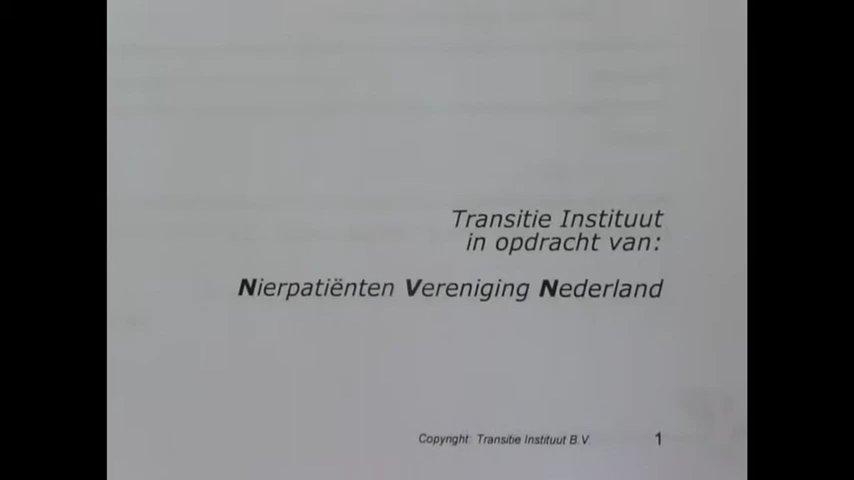 Transitie Instituut
in opdracht van:
Nierpatiënten Vereniging Nederland
Copyright: Transitie Instituut B.V. 1